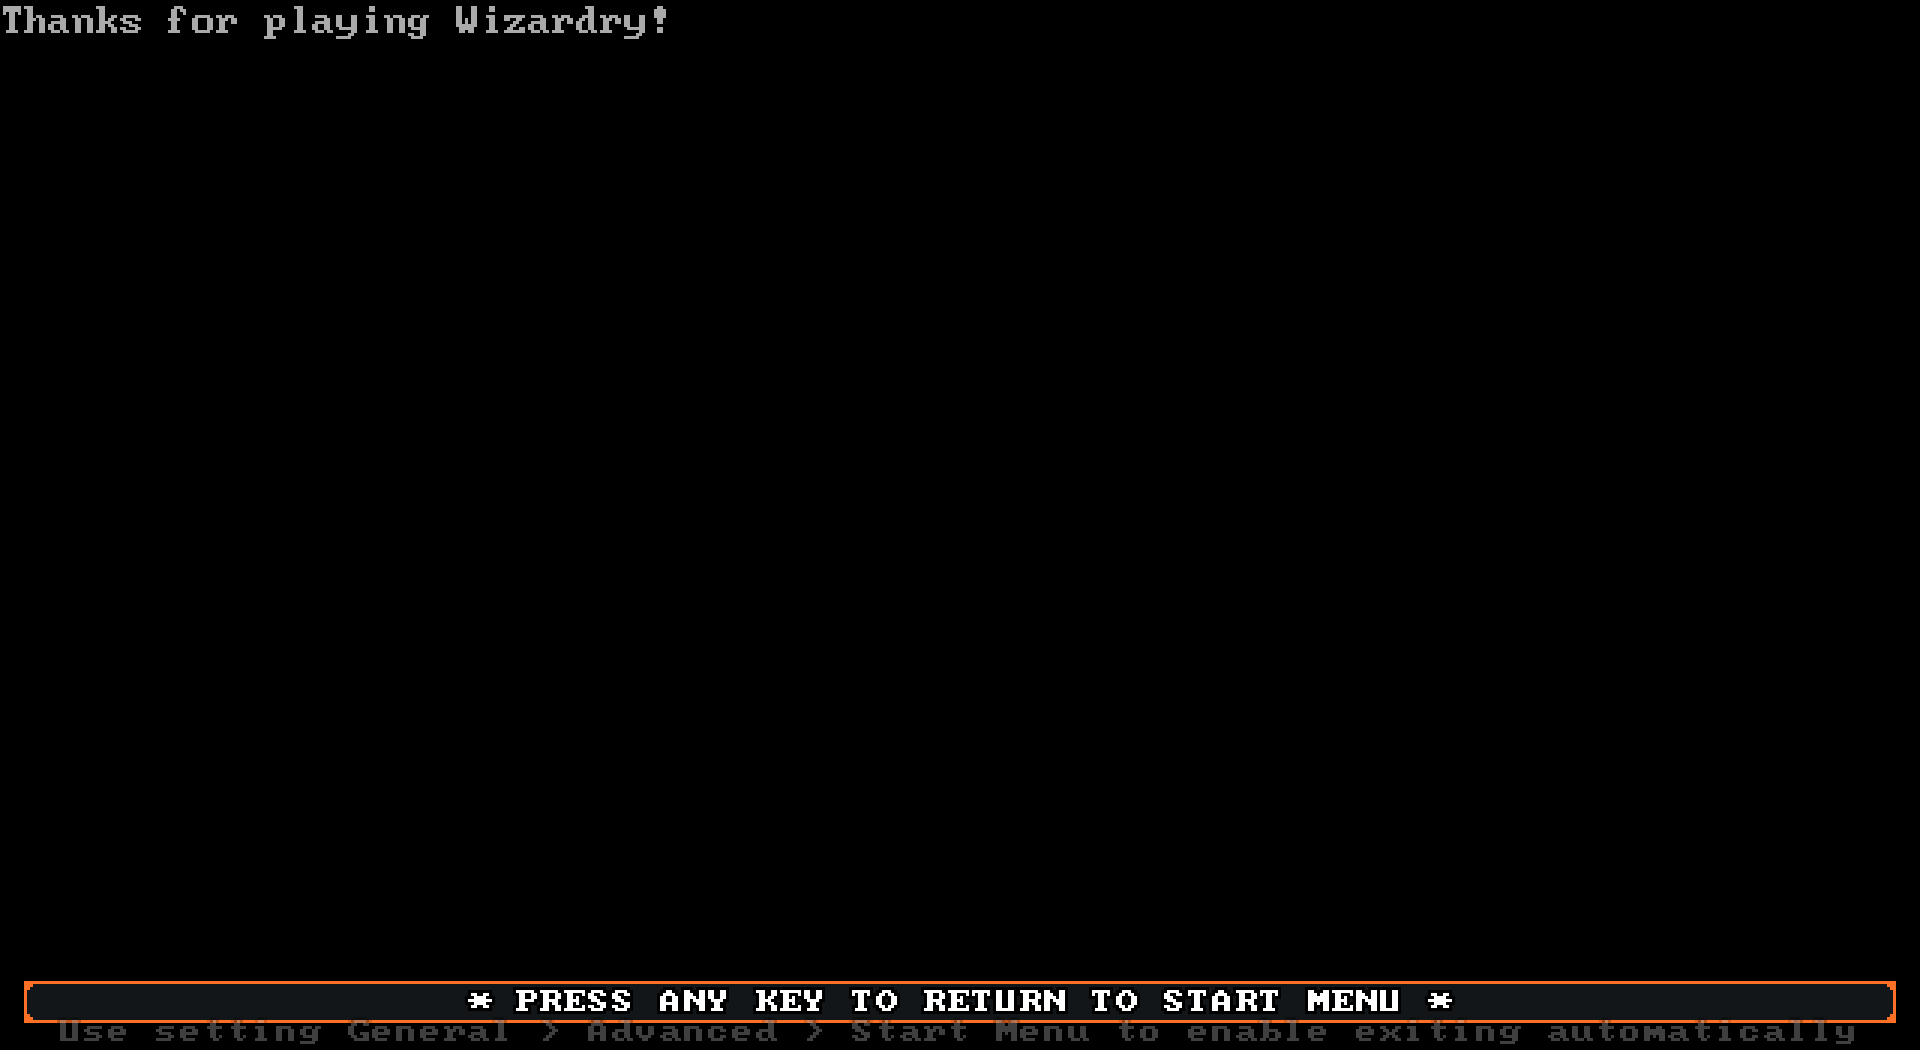 Thanks for playing Wizardry!
* PRESS ANY KEY TO RETURN TO START MENU *
Use setting General > Advanced > Start Menu to enable exiting automatically